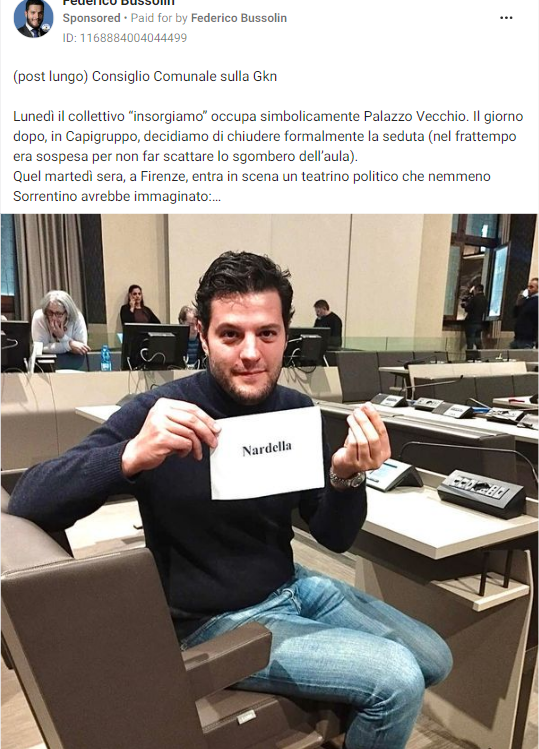 Federico Bussolin
Sponsored • Paid for by Federico Bussolin
ID: 1168884004044499
(post lungo) Consiglio Comunale sulla Gkn
Lunedì il collettivo “insorgiamo” occupa simbolicamente Palazzo Vecchio. Il giorno
dopo, in Capigruppo, decidiamo di chiudere formalmente la seduta (nel frattempo
era sospesa per non far scattare lo sgombero dell’aula).
Quel martedì sera, a Firenze, entra in scena un teatrino politico che nemmeno
Sorrentino avrebbe immaginato:...
Nardella